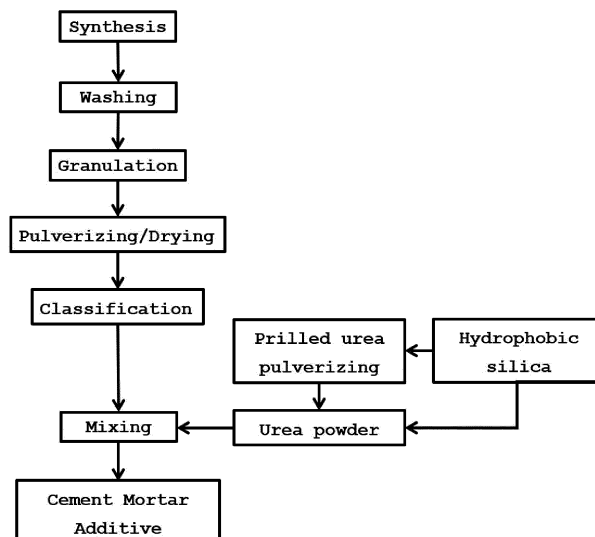 Synthesis
Washing
Granulation
Pulverizing/Drying
Classification
Prilled urea
pulverizing
Hydrophobic
silica
Mixing
Urea powder
Cement Mortar
Additive